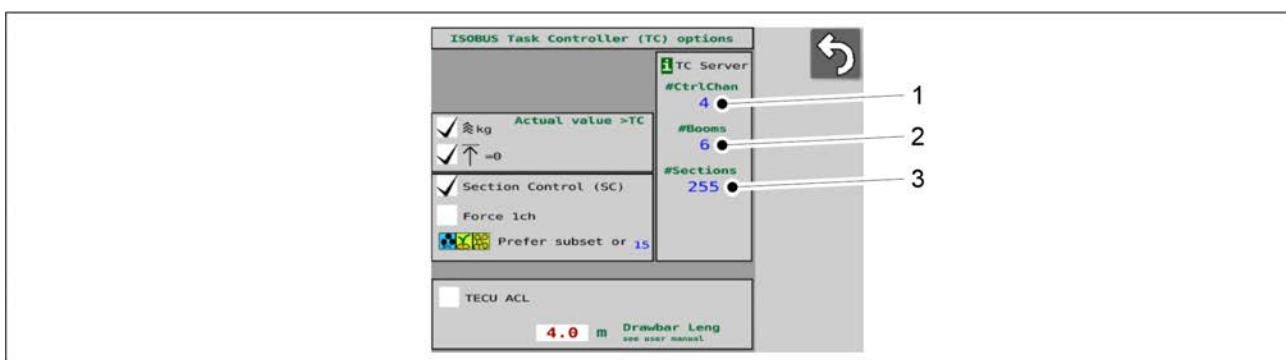 ISOBUS Task Controller (TC) options
i TC Server
#CtrlChan
4
1
Actual value >TC
kg
#Booms
6
2
=0
#Sections
255
3
Section Control (SC)
Force 1ch
Prefer subset or 15
TECU ACL
4.0 m Drawbar Leng
see user manual